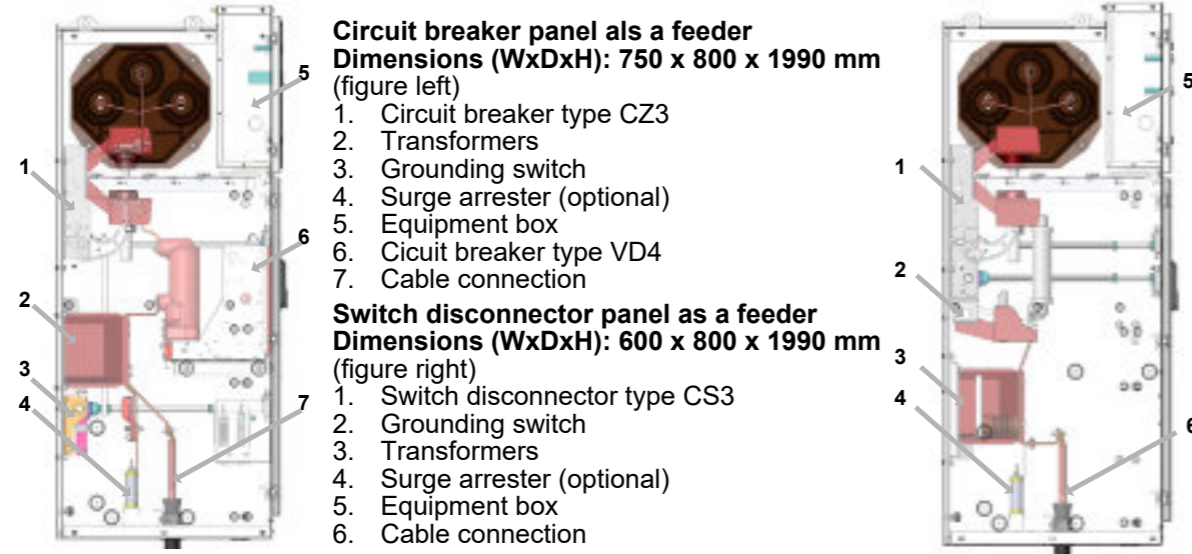 Circuit breaker panel als a feeder
Dimensions (WxDxH): 750 x 800 x 1990 mm
(figure left)
1. Circuit breaker type CZ3
2. Transformers
3. Grounding switch
4. Surge arrester (optional)
5. Equipment box
6. Cicuit breaker type VD4
7. Cable connection
Switch disconnector panel as a feeder
Dimensions (WxDxH): 600 x 800 x 1990 mm
(figure right)
1. Switch disconnector type CS3
2. Grounding switch
3. Transformers
4. Surge arrester (optional)
5. Equipment box
6. Cable connection
1
2
3
4
5
6
7
1
2
3
4
5
6